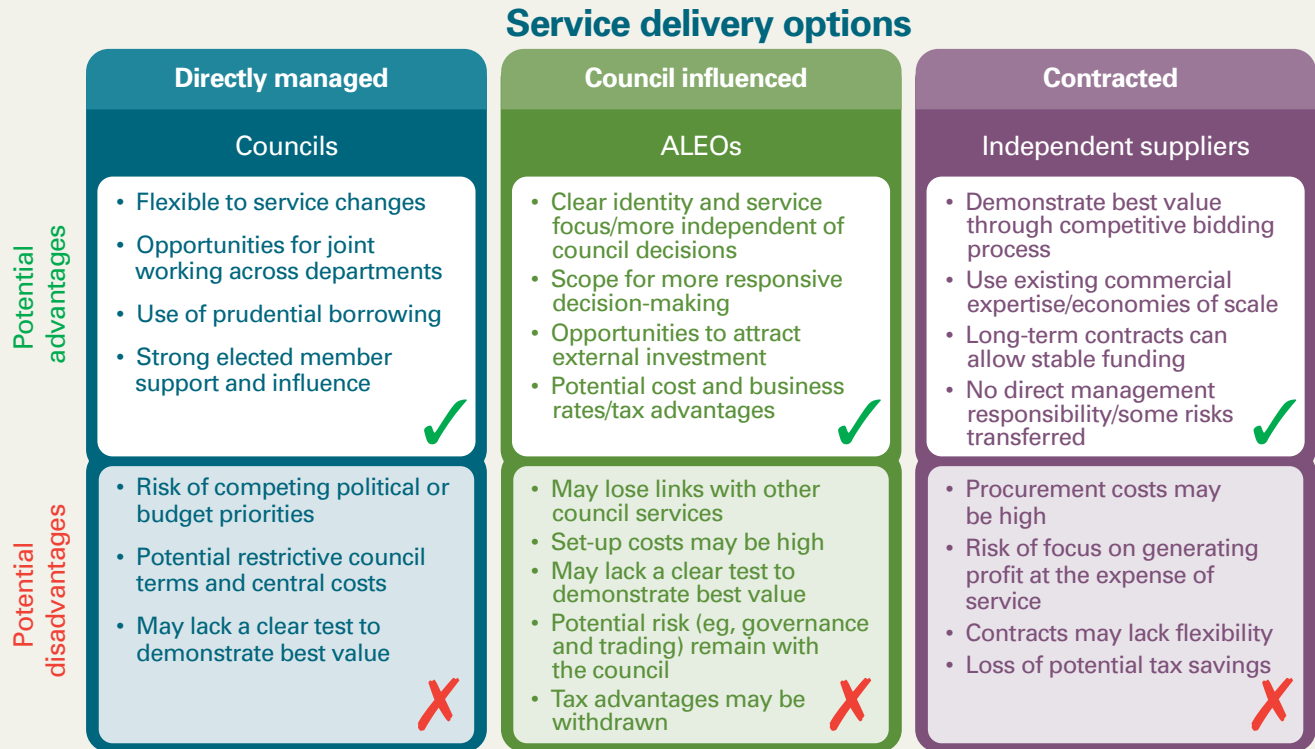 Service delivery options
Directly managed
Councils
Council influenced
ALEOs
Contracted
Independent suppliers
Potential
advantages
• Flexible to service changes
• Opportunities for joint
working across departments
• Use of prudential borrowing
• Strong elected member
support and influence
• Clear identity and service
focus/more independent of
council decisions
• Scope for more responsive
decision-making
• Opportunities to attract
external investment
• Potential cost and business
rates/tax advantages
• Demonstrate best value
through competitive bidding
process
• Use existing commercial
expertise/economies of scale
• Long-term contracts can
allow stable funding
• No direct management
responsibility/some risks
transferred
Potential
disadvantages
• Risk of competing political or
budget priorities
• Potential restrictive council
terms and central costs
• May lack a clear test to
demonstrate best value
• May lose links with other
council services
• Set-up costs may be high
• May lack a clear test to
demonstrate best value
• Potential risk (eg, governance
and trading) remain with
the council
• Tax advantages may be
withdrawn
• Procurement costs may
be high
• Risk of focus on generating
profit at the expense of
service
• Contracts may lack flexibility
• Loss of potential tax savings